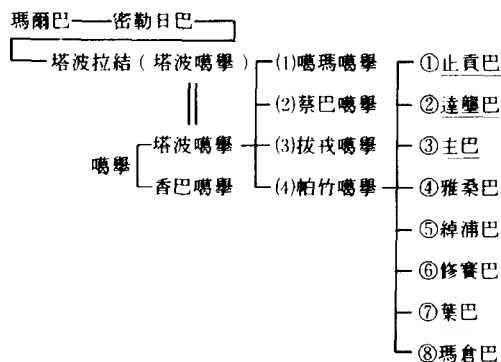 瑪爾巴——密勒日巴
塔波拉結（塔波噶舉）
(1)噶瑪噶舉
①止貢巴
(2)蔡巴噶舉
②達壟巴
塔波噶舉
(3)拔戎噶舉
③主巴
噶舉
香巴噶舉
(4)帕竹噶舉
④雅桑巴
⑤綽浦巴
⑥修賽巴
⑦葉巴
⑧瑪倉巴